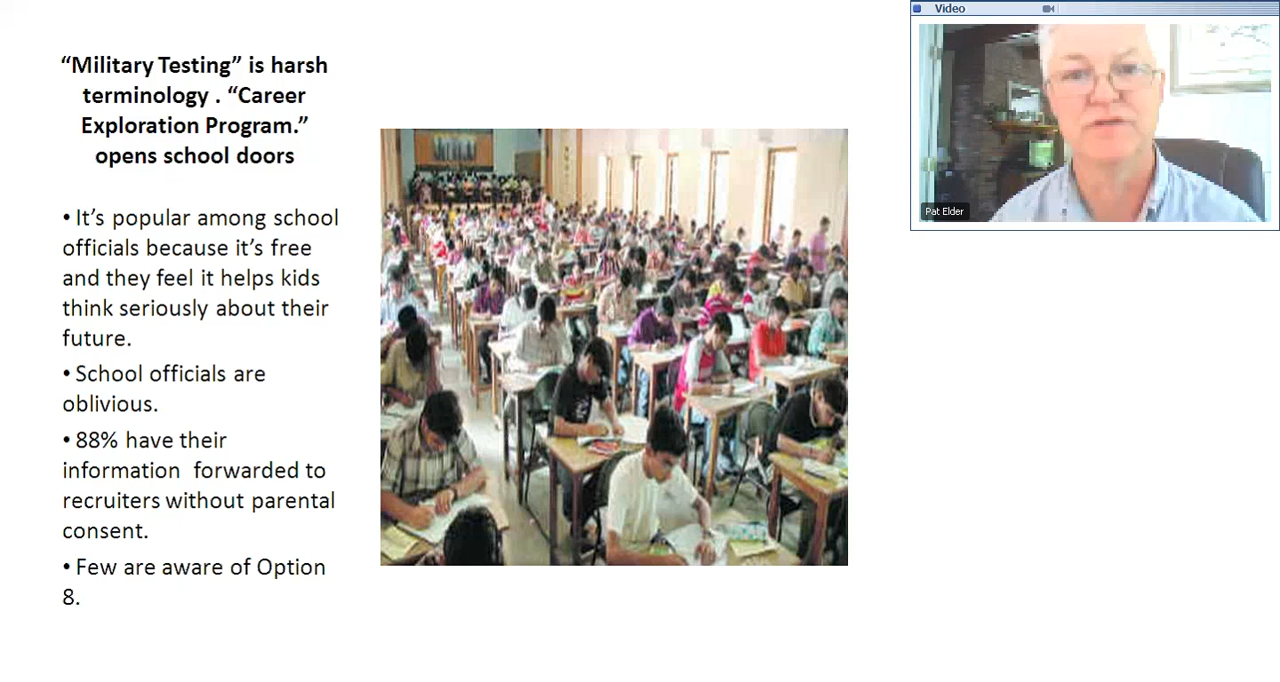 “Military Testing” is harsh
terminology . “Career
Exploration Program.”
opens school doors
• It’s popular among school
officials because it’s free
and they feel it helps kids
think seriously about their
future.
• School officials are
oblivious.
• 88% have their
information  forwarded to
recruiters without parental
consent.
• Few are aware of Option
8.
Video
Pat Elder